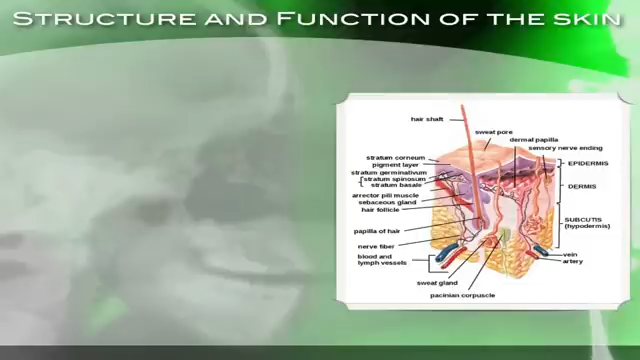 Structure and Function of the skin
hair shaft
sweat pore
dermal papilla
sensory nerve ending
stratum corneum
pigment layer
stratum germinativum
stratum spinosum
stratum basale
arrector pili muscle
sebaceous gland
hair follicle
papilla of hair
nerve fiber
blood and
lymph vessels
sweat gland
pacinian corpuscle
EPIDERMIS
DERMIS
SUBCUTIS
(hypodermis)
vein
artery